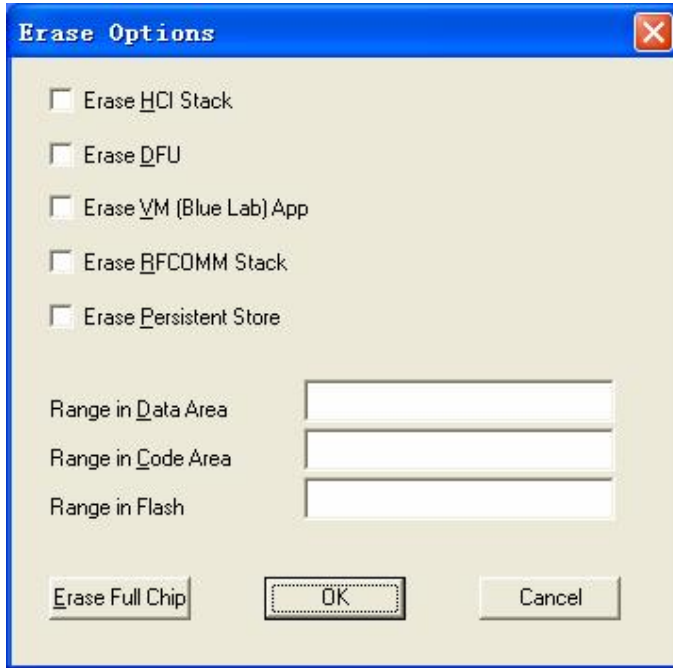 Erase Options
Erase HCI Stack
Erase DFU
Erase VM (Blue Lab) App
Erase RFCOMM Stack
Erase Persistent Store
Range in Data Area
Range in Code Area
Range in Flash
Erase Full Chip OK Cancel